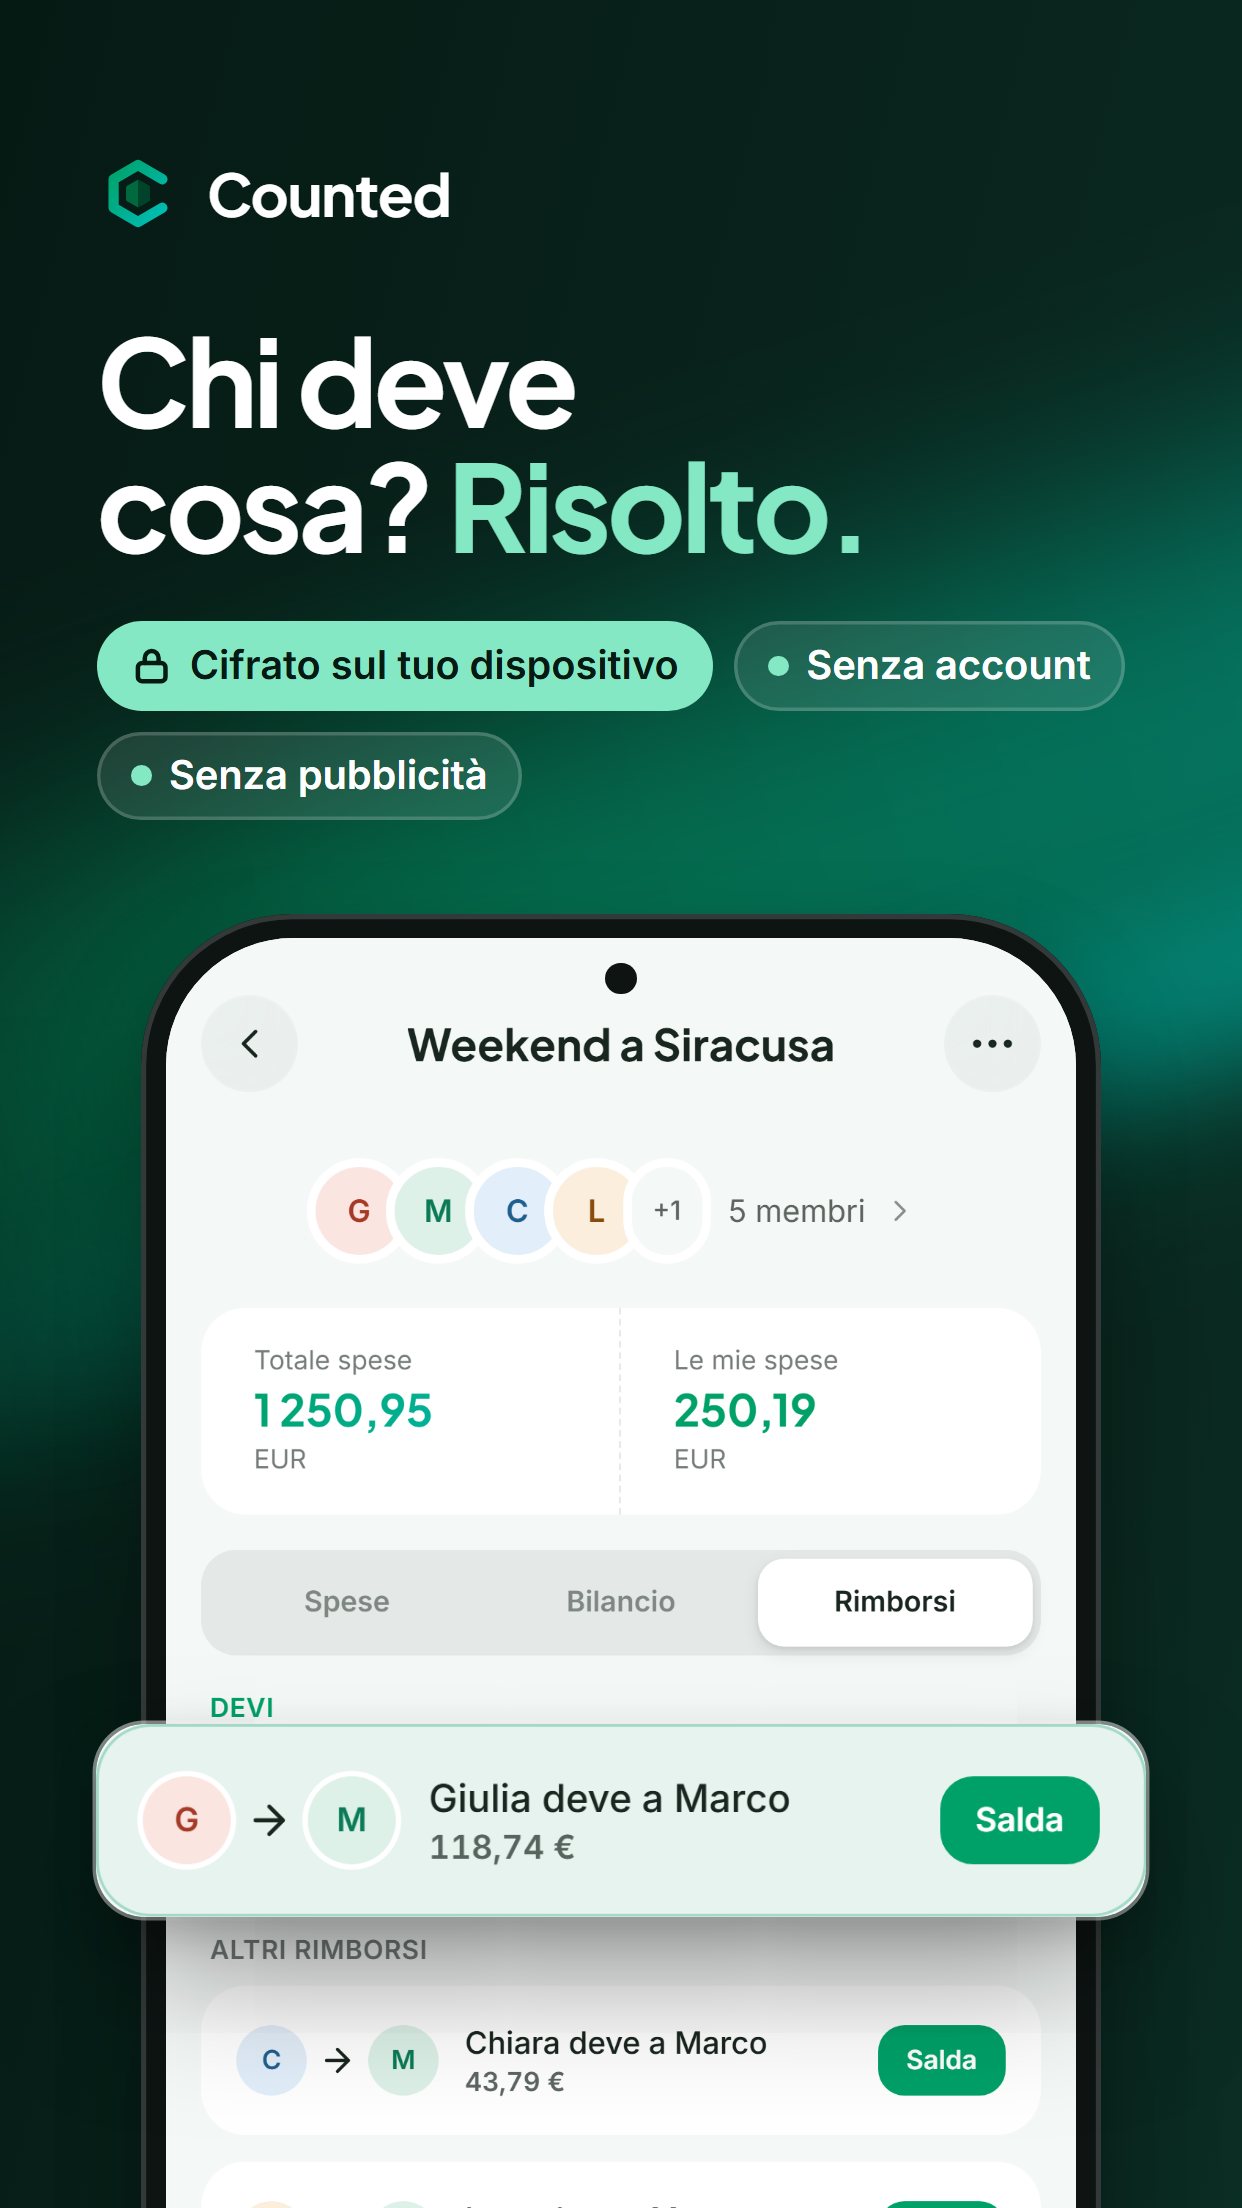 Counted
Chi deve
cosa? Risolto.
Cifrato sul tuo dispositivo
Senza account
Senza pubblicità
Weekend a Siracusa
G M C L +1 5 membri
Totale spese
1 250,95
EUR
Le mie spese
250,19
EUR
Spese Bilancio Rimborsi
DEVI
G M
Giulia deve a Marco
118,74 €
Salda
ALTRI RIMBORSI
C M
Chiara deve a Marco
43,79 €
Salda